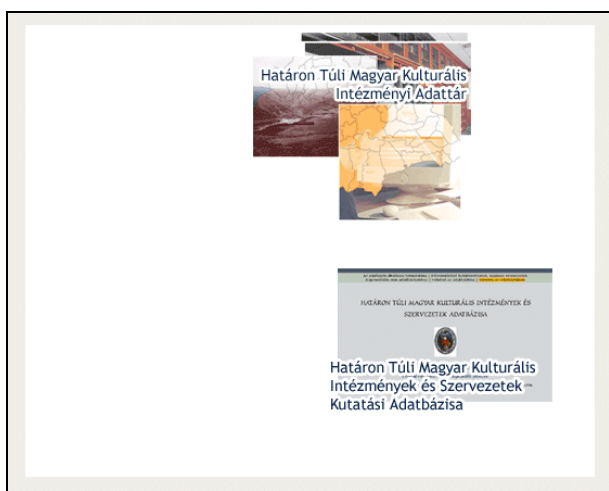 Határon Túli Magyar Kulturális
Intézményi Adattár
HATÁRON TÚLI MAGYAR KULTURÁLIS INTÉZMÉNYEK ÉS
SZERVEZETEK ADATBÁZISA
Határon Túli Magyar Kulturális
Intézmények és Szervezetek
Kutatási Adatbázisa